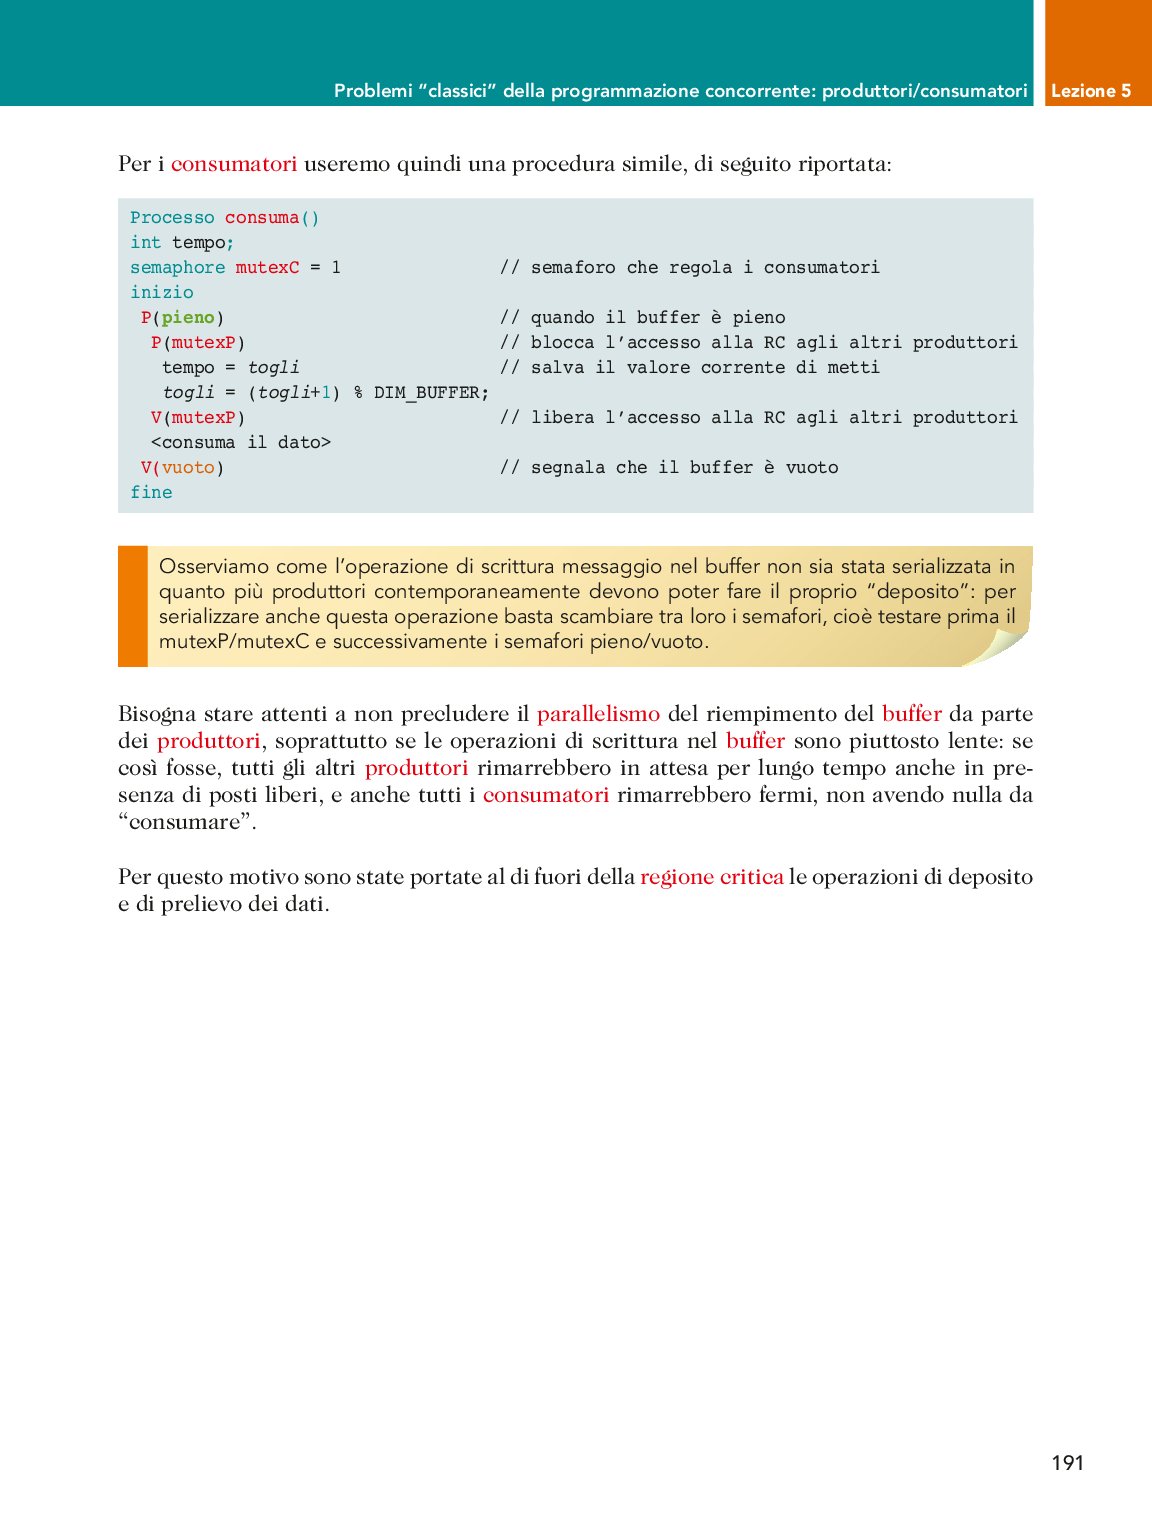 Problemi “classici” della programmazione concorrente: produttori/consumatori Lezione 5
Per i consumatori useremo quindi una procedura simile, di seguito riportata:
Processo consuma()
int tempo;
semaphore mutexC = 1 // semaforo che regola i consumatori
inizio
P(pieno) // quando il buffer è pieno
P(mutexP) // blocca l’accesso alla RC agli altri produttori
tempo = togli // salva il valore corrente di metti
togli = (togli+1) % DIM_BUFFER;
V(mutexP) // libera l’accesso alla RC agli altri produttori
<consuma il dato>
V(vuoto) // segnala che il buffer è vuoto
fine
Osserviamo come l’operazione di scrittura messaggio nel buffer non sia stata serializzata in
quanto più produttori contemporaneamente devono poter fare il proprio “deposito”: per
serializzare anche questa operazione basta scambiare tra loro i semafori, cioè testare prima il
mutexP/mutexC e successivamente i semafori pieno/vuoto.
Bisogna stare attenti a non precludere il parallelismo del riempimento del buffer da parte
dei produttori, soprattutto se le operazioni di scrittura nel buffer sono piuttosto lente: se
così fosse, tutti gli altri produttori rimarrebbero in attesa per lungo tempo anche in pre-
senza di posti liberi, e anche tutti i consumatori rimarrebbero fermi, non avendo nulla da
“consumare”.
Per questo motivo sono state portate al di fuori della regione critica le operazioni di deposito
e di prelievo dei dati.
191